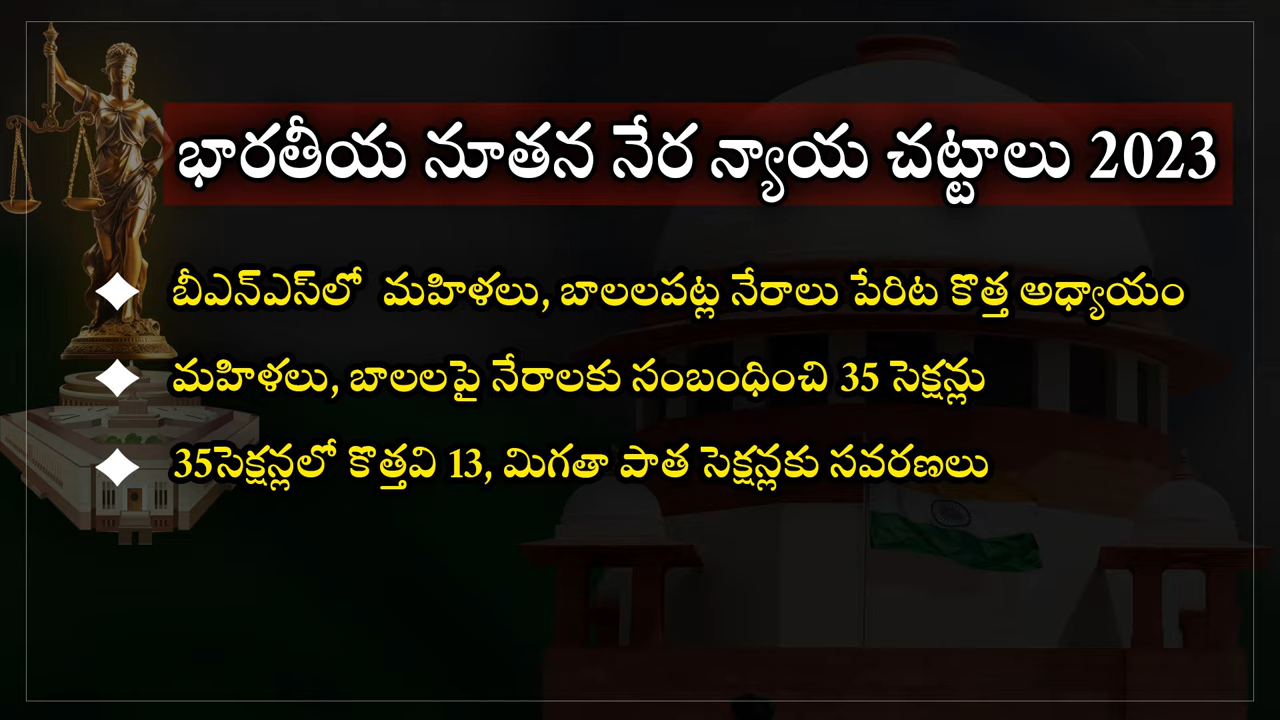 భారతీయ నూతన నేర న్యాయ చట్టాలు 2023
బీఎన్ఎస్‌లో మహిళలు, బాలలపట్ల నేరాలు పేరిట కొత్త అధ్యాయం
మహిళలు, బాలలపై నేరాలకు సంబంధించి 35 సెక్షన్లు
35సెక్షన్లలో కొత్తవి 13, మిగతా పాత సెక్షన్లకు సవరణలు